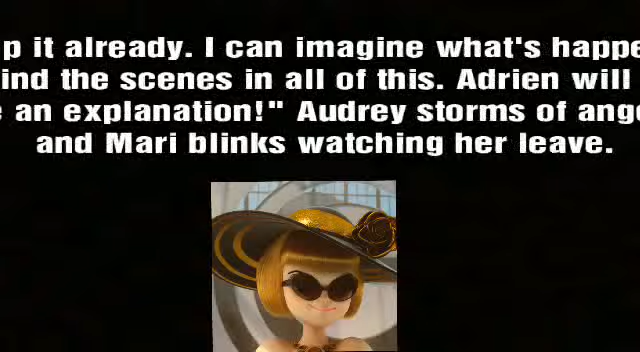 p it already. I can imagine what's happe
ind the scenes in all of this. Adrien will
e an explanation!" Audrey storms of ang
and Mari blinks watching her leave.